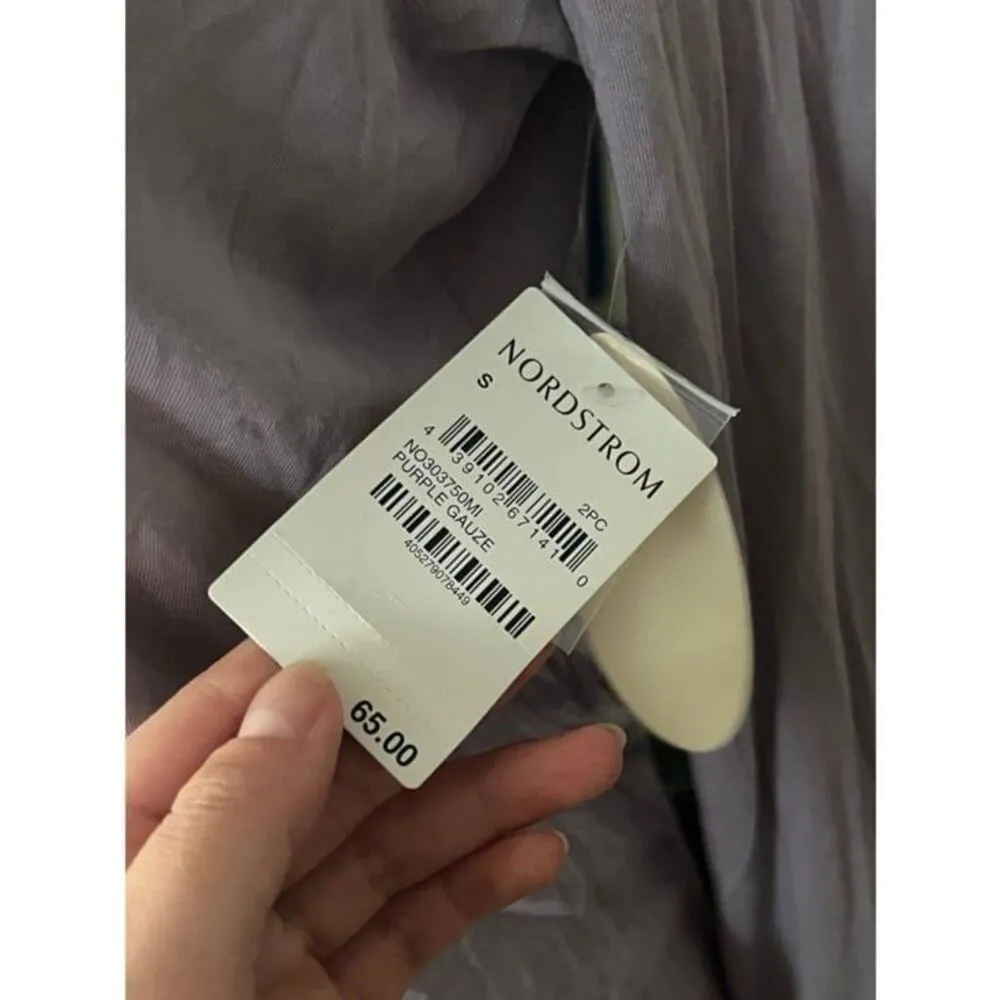 NORDSTROM
S
2PC
4 39102 67141 0
NO303750MI
PURPLE GAUZE
405279078449
65.00